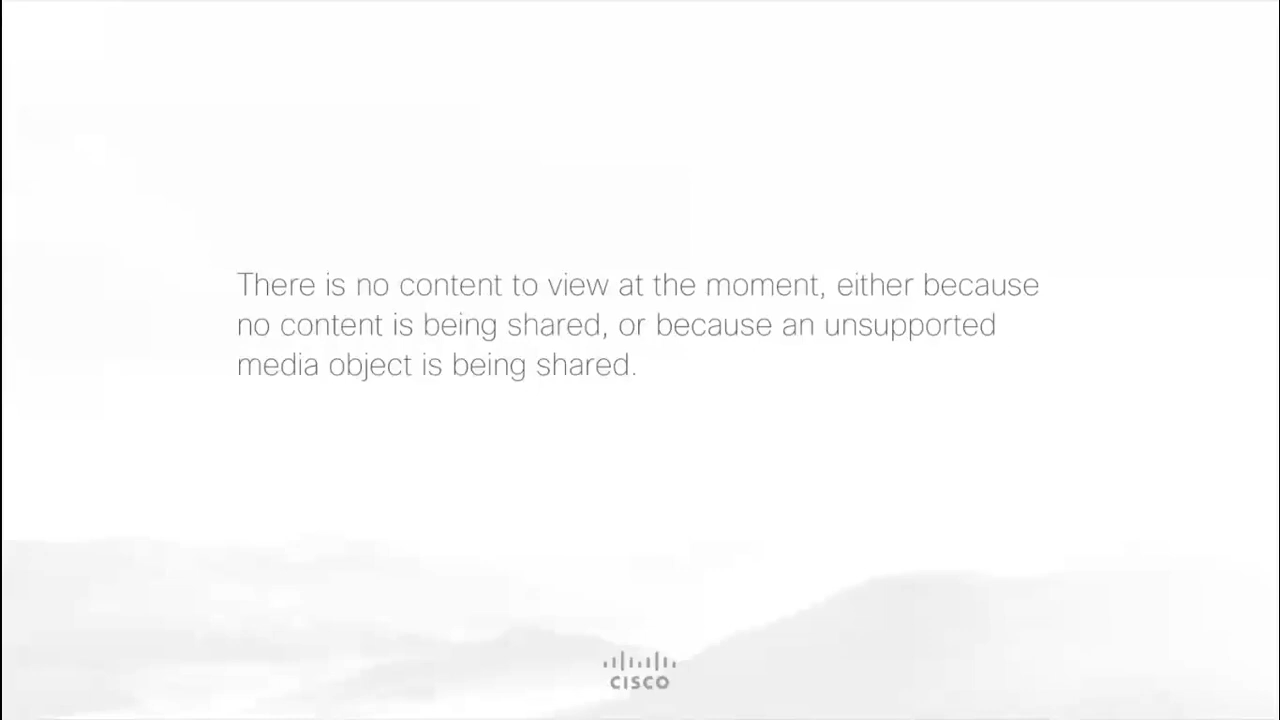 There is no content to view at the moment, either because
no content is being shared, or because an unsupported
media object is being shared.
CISCO